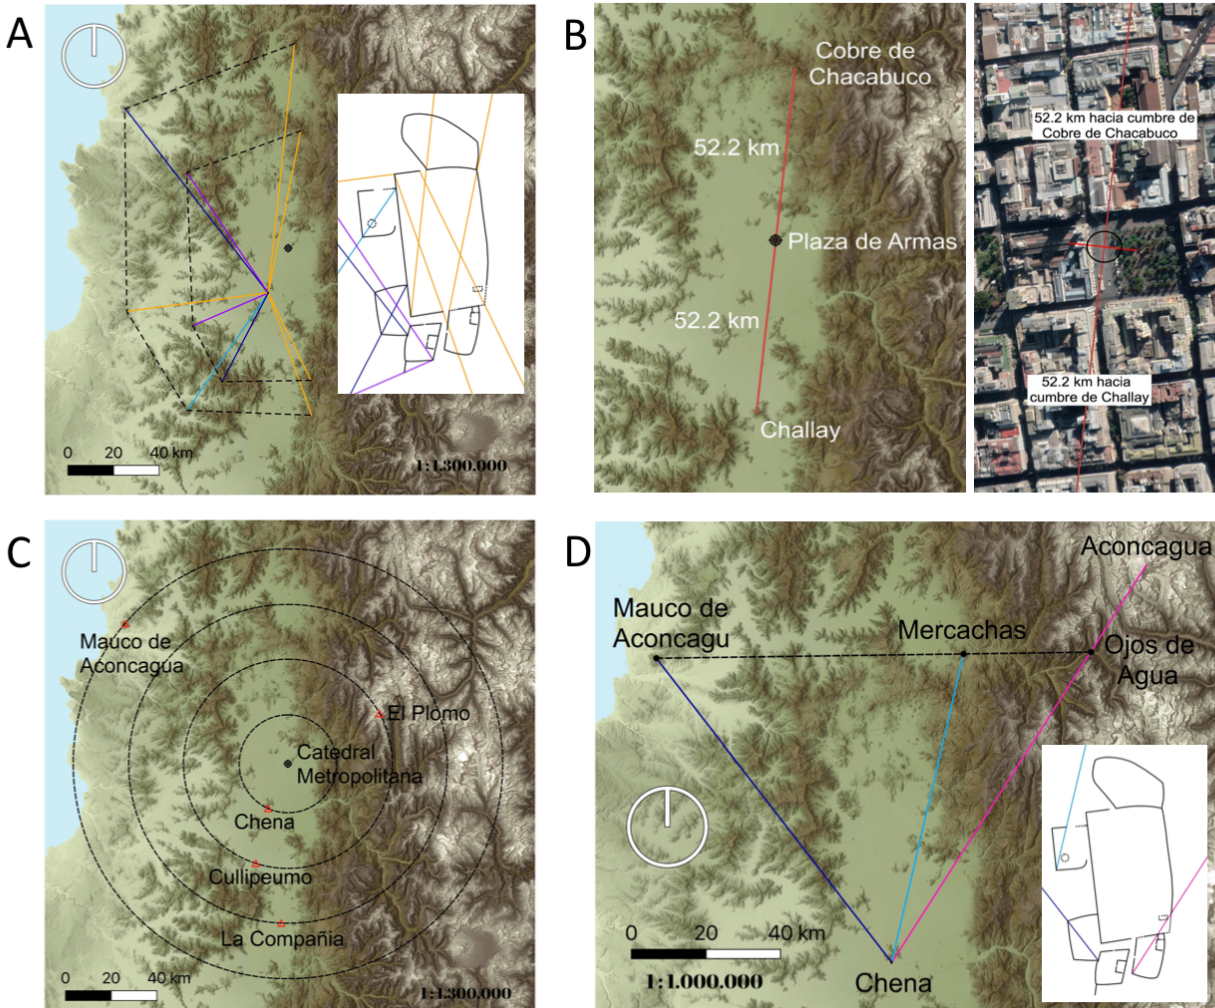 A
0 20 40 km
1:1.300.000
B
Cobre de
Chacabuco
52.2 km
Plaza de Armas
52.2 km
Challay
52.2 km hacia cumbre de
Cobre de Chacabuco
52.2 km hacia
cumbre de Challay
C
Mauco de
Aconcagua
El Plomo
Catedral
Metropolitana
Chena
Cullipeumo
La Compañia
0 20 40 km
1:1.300.000
D
Aconcagua
Mauco de
Aconcagu
Mercachas
Ojos de
Agua
0 20 40 km
1:1.000.000
Chena